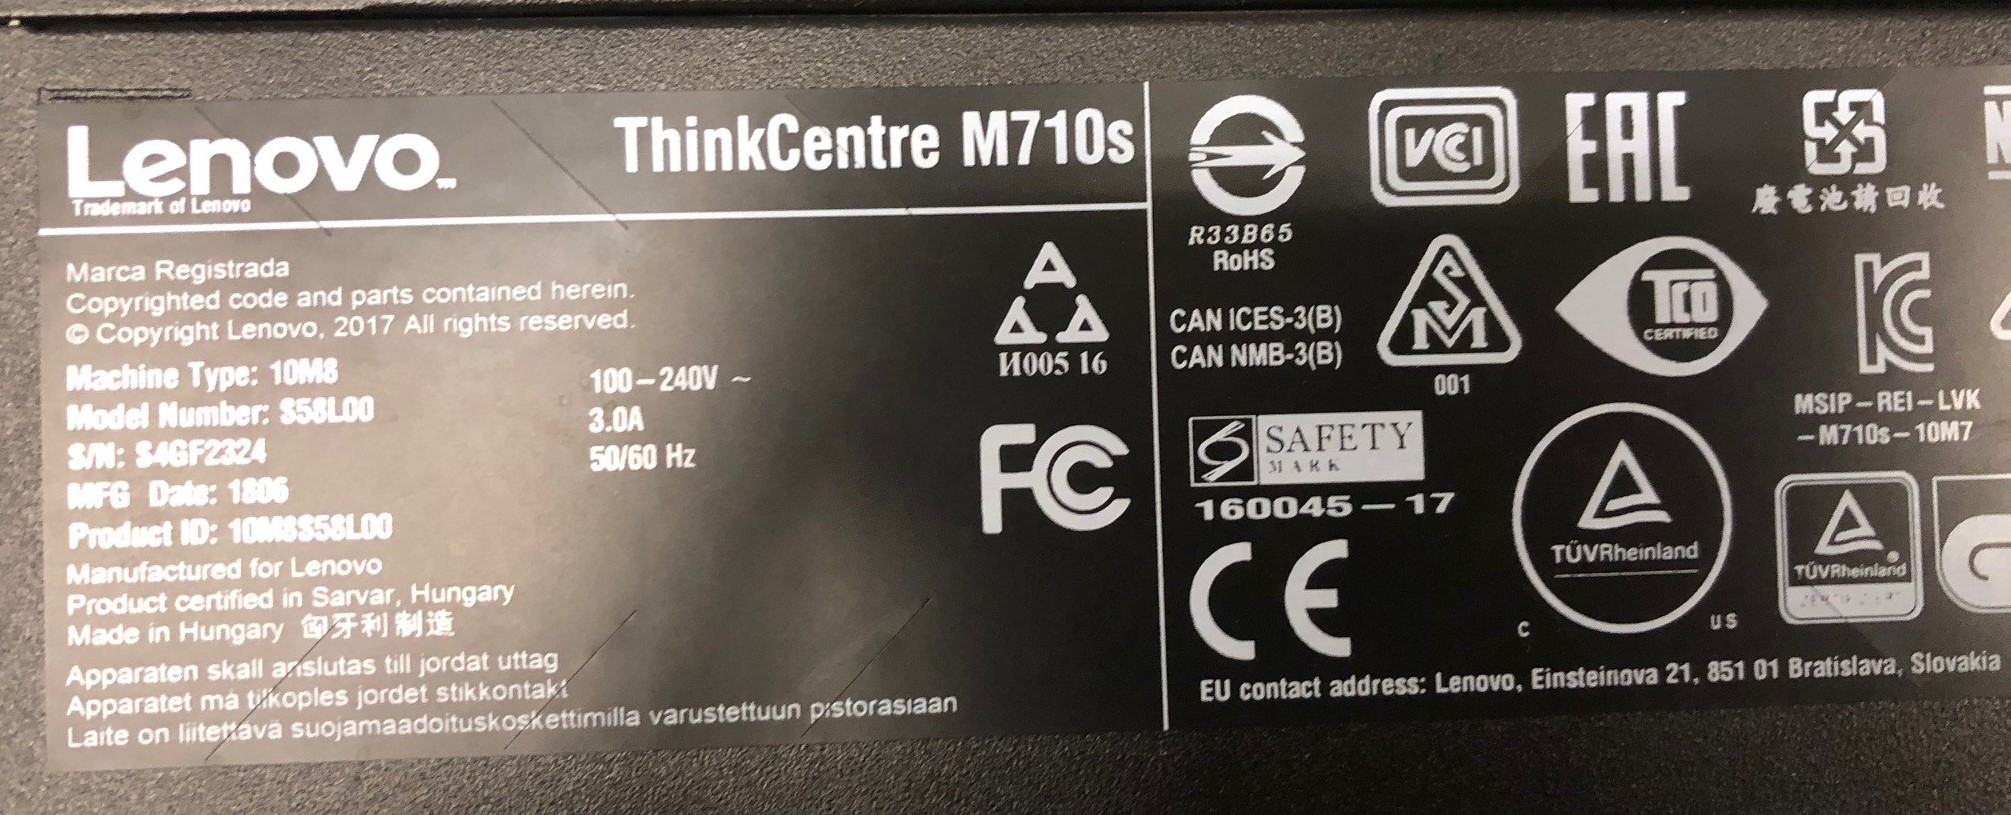 Lenovo™
Trademark of Lenovo
ThinkCentre M710s
Marca Registrada
Copyrighted code and parts contained herein.
© Copyright Lenovo, 2017 All rights reserved.
Machine Type: 10M8
Model Number: S58L00
S/N: S4GF2324
MFG Date: 1806
Product ID: 10M8S58L00
100-240V ~
3.0A
50/60 Hz
Manufactured for Lenovo
Product certified in Sarvar, Hungary
Made in Hungary 匈牙利制造
Apparaten skall anslutas till jordat uttag
Apparatet må tilkoples jordet stikkontakt
Laite on liitettävä suojamaadoituskoskettimilla varustettuun pistorasiaan
И005 16
FC
R33B65
RoHS
VCI
EAC
廢電池請回收
CAN ICES-3(B)
CAN NMB-3(B)
SM
001
TCO
CERTIFIED
KC
MSIP-REI-LVK
-M710s-10M7
SAFETY
MARK
160045-17
CE
TÜVRheinland
C US
TÜVRheinland
EU contact address: Lenovo, Einsteinova 21, 851 01 Bratislava, Slovakia